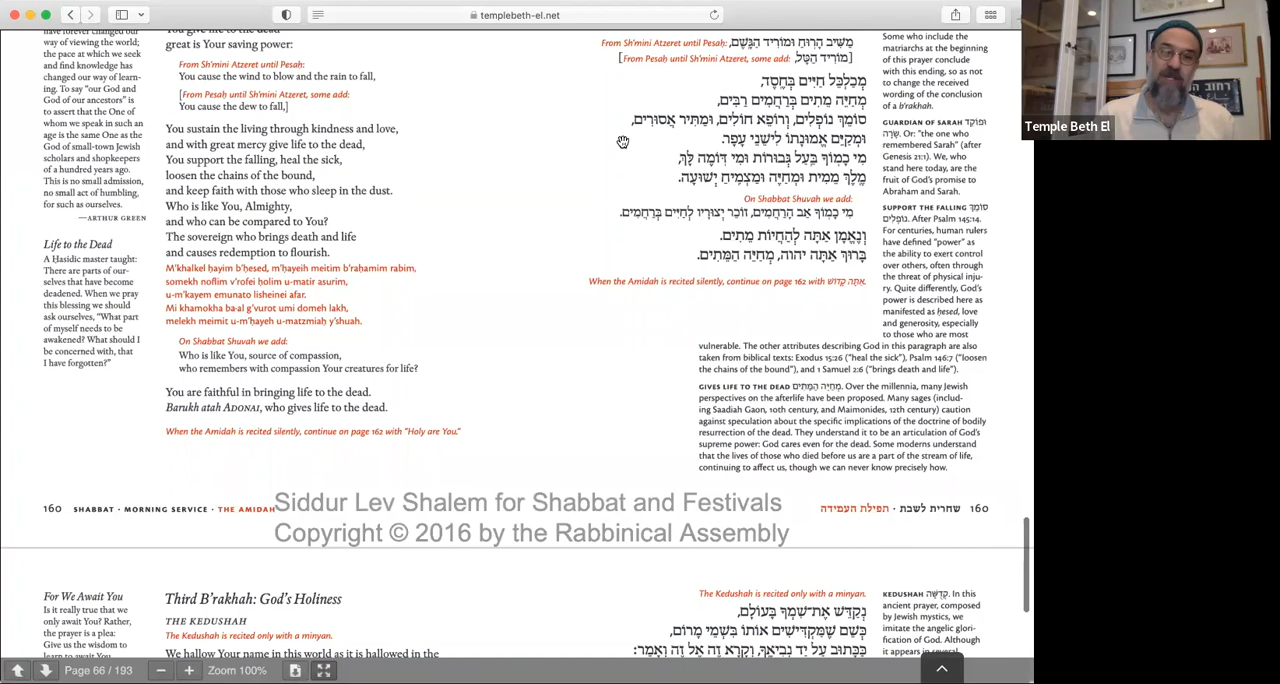 templebeth-el.net
have forever changed our
way of viewing the world;
the pace at which we seek
and find knowledge has
changed our way of learn-
ing. To say “our God and
God of our ancestors” is
to assert that the One of
whom we speak in such an
age is the same One as the
God of small-town Jewish
scholars and shopkeepers
of a hundred years ago.
This is no small admission,
no small act of humbling,
for such as ourselves.
—ARTHUR GREEN
Life to the Dead
A Ḥasidic master taught:
There are parts of our-
selves that have become
deadened. When we pray
this blessing we should
ask ourselves, “What part
of myself needs to be
awakened? What should I
be concerned with, that
I have forgotten?”
You give life to the dead
great is Your saving power:
From Sh’mini Atzeret until Pesaḥ:
You cause the wind to blow and the rain to fall,
[From Pesaḥ until Sh’mini Atzeret, some add:
You cause the dew to fall,]
You sustain the living through kindness and love,
and with great mercy give life to the dead,
You support the falling, heal the sick,
loosen the chains of the bound,
and keep faith with those who sleep in the dust.
Who is like You, Almighty,
and who can be compared to You?
The sovereign who brings death and life
and causes redemption to flourish.
M’khalkel ḥayim b’ḥesed, m’ḥayeih meitim b’raḥamim rabim,
somekh noflim v’rofei ḥolim u-matir asurim,
u-m’kayem emunato lisheinei afar.
Mi khamokha ba·al g’vurot umi domeh lakh,
melekh meimit u-m’ḥayeh u-matzmiaḥ y’shuah.
On Shabbat Shuvah we add:
Who is like You, source of compassion,
who remembers with compassion Your creatures for life?
You are faithful in bringing life to the dead.
Barukh atah ADONAI, who gives life to the dead.
When the Amidah is recited silently, continue on page 162 with “Holy are You.”
From Sh’mini Atzeret until Pesaḥ: מַשִּׁיב הָרֽוּחַ וּמוֹרִיד הַגֶּֽשֶׁם,
[From Pesaḥ until Sh’mini Atzeret, some add: מוֹרִיד הַטָּל,]
מְכַלְכֵּל חַיִּים בְּחֶֽסֶד,
מְחַיֵּה מֵתִים בְּרַחֲמִים רַבִּים,
סוֹמֵךְ נוֹפְלִים, וְרוֹפֵא חוֹלִים, וּמַתִּיר אֲסוּרִים,
וּמְקַיֵּם אֱמוּנָתוֹ לִישֵׁנֵי עָפָר.
מִי כָמֽוֹךָ בַּֽעַל גְּבוּרוֹת וּמִי דּֽוֹמֶה לָּךְ,
מֶֽלֶךְ מֵמִית וּמְחַיֶּה וּמַצְמִֽיחַ יְשׁוּעָה.
On Shabbat Shuvah we add:
מִי כָמֽוֹךָ אַב הָרַחֲמִים, זוֹכֵר יְצוּרָיו לְחַיִּים בְּרַחֲמִים.
וְנֶאֱמָן אַתָּה לְהַחֲיוֹת מֵתִים.
בָּרוּךְ אַתָּה יהוה, מְחַיֵּה הַמֵּתִים.
When the Amidah is recited silently, continue on page 162 with אַתָּה קָדוֹשׁ.
Some who include the
matriarchs at the beginning
of this prayer conclude
with this ending, so as not
to change the received
wording of the conclusion
of a b’rakhah.
GUARDIAN OF SARAH וּפוֹקֵד
שָׂרָה. Or: “the one who
remembered Sarah” (after
Genesis 21:1). We, who
stand here today, are the
fruit of God’s promise to
Abraham and Sarah.
SUPPORT THE FALLING סוֹמֵךְ
נוֹפְלִים. After Psalm 145:14.
For centuries, human rulers
have defined “power” as
the ability to exert control
over others, often through
the threat of physical inju-
ry. Quite differently, God’s
power is described here as
manifested as ḥesed, love
and generosity, especially
to those who are most
vulnerable. The other attributes describing God in this paragraph are also
taken from biblical texts: Exodus 15:26 (“heal the sick”), Psalm 146:7 (“loosen
the chains of the bound”), and 1 Samuel 2:6 (“brings death and life”).
GIVES LIFE TO THE DEAD מְחַיֵּה הַמֵּתִים. Over the millennia, many Jewish
perspectives on the afterlife have been proposed. Many sages (includ-
ing Saadiah Gaon, 10th century, and Maimonides, 12th century) caution
against speculation about the specific implications of the doctrine of bodily
resurrection of the dead. They understand it to be an articulation of God’s
supreme power: God cares even for the dead. Some moderns understand
that the lives of those who died before us are a part of the stream of life,
continuing to affect us, though we can never know precisely how.
160 SHABBAT · MORNING SERVICE · THE AMIDAH
שחרית לשבת · תפילת העמידה 160
Siddur Lev Shalem for Shabbat and Festivals
Copyright © 2016 by the Rabbinical Assembly
For We Await You
Is it really true that we
only await You? Rather,
the prayer is a plea:
Give us the wisdom to
Third B’rakhah: God’s Holiness
THE KEDUSHAH
The Kedushah is recited only with a minyan.
We hallow Your name in this world as it is hallowed in the
The Kedushah is recited only with a minyan.
נְקַדֵּשׁ אֶת־שִׁמְךָ בָּעוֹלָם,
כְּשֵׁם שֶׁמַּקְדִּישִׁים אוֹתוֹ בִּשְׁמֵי מָרוֹם,
כַּכָּתוּב עַל יַד נְבִיאֶֽךָ, וְקָרָא זֶה אֶל זֶה וְאָמַר:
KEDUSHAH קְדֻשָּׁה. In this
ancient prayer, composed
by Jewish mystics, we
imitate the angelic glori-
fication of God. Although
Page 66 / 193
Zoom 100%
Temple Beth El